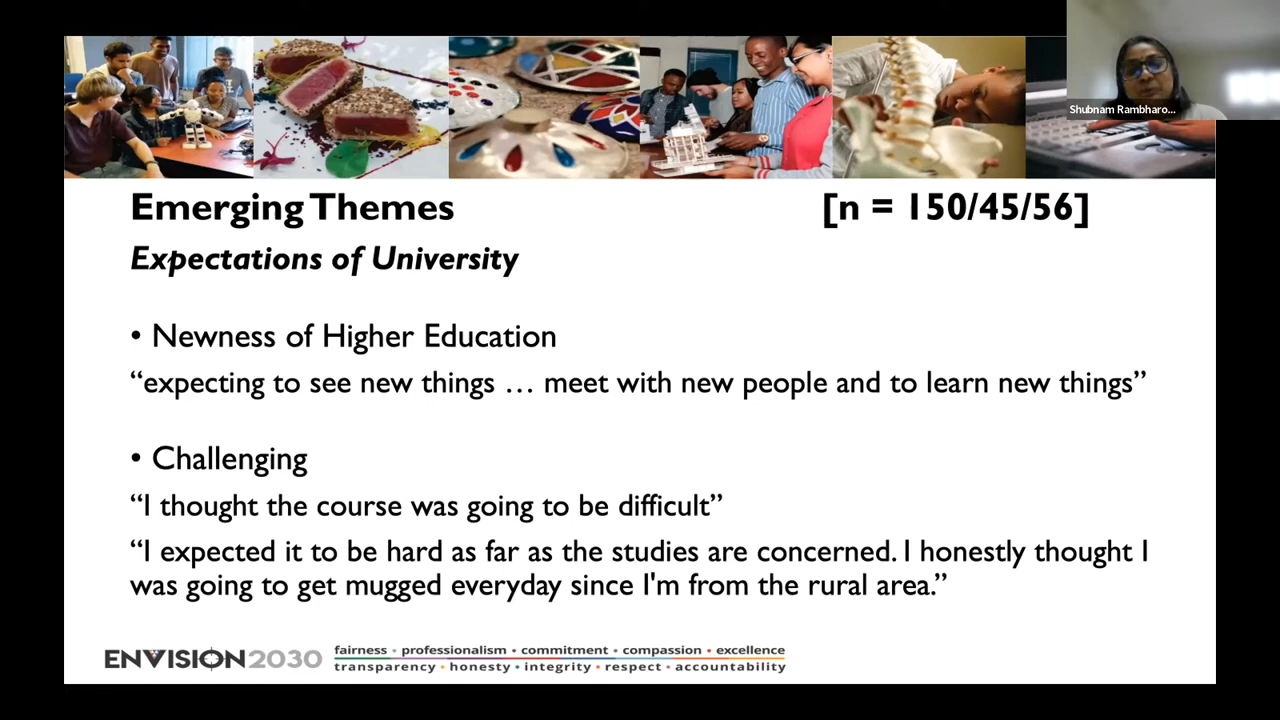 Shubnam Rambharo...
Emerging Themes [n = 150/45/56]
Expectations of University
• Newness of Higher Education
“expecting to see new things … meet with new people and to learn new things”
• Challenging
“I thought the course was going to be difficult”
“I expected it to be hard as far as the studies are concerned. I honestly thought I
was going to get mugged everyday since I'm from the rural area.”
ENVISION2030
fairness • professionalism • commitment • compassion • excellence
transparency • honesty • integrity • respect • accountability